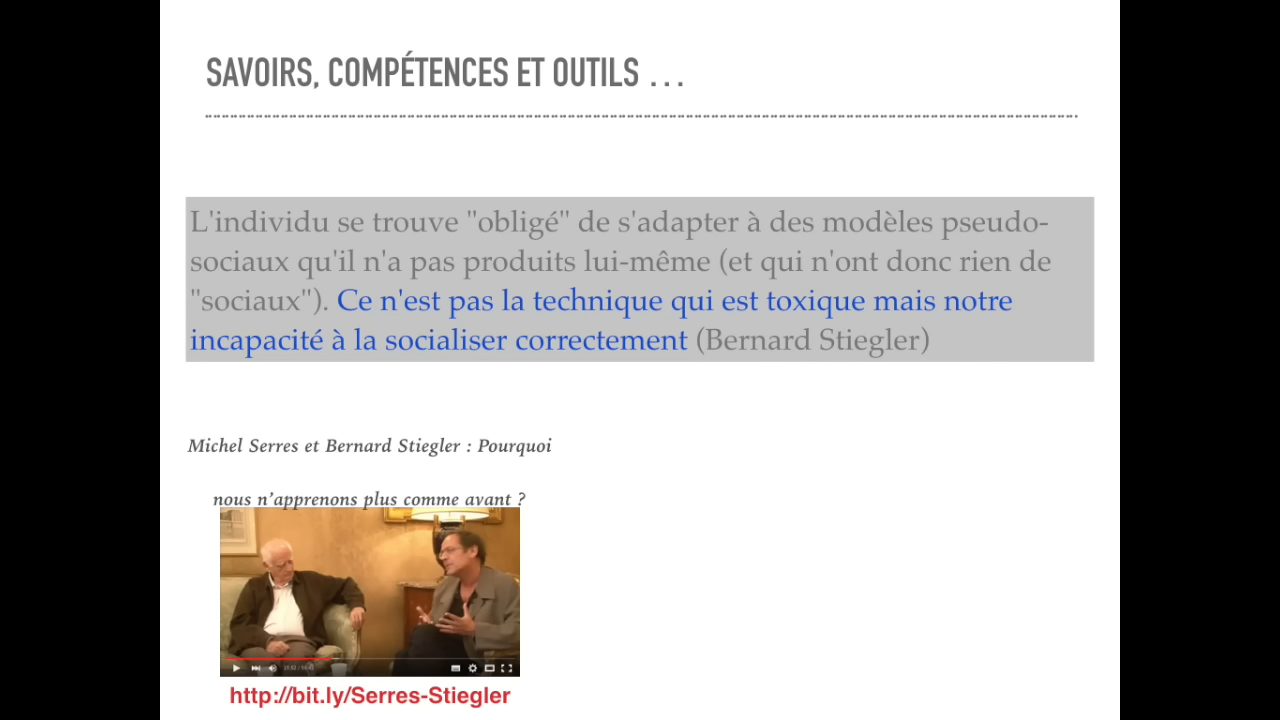 SAVOIRS, COMPÉTENCES ET OUTILS ...
L'individu se trouve "obligé" de s'adapter à des modèles pseudo-
sociaux qu'il n'a pas produits lui-même (et qui n'ont donc rien de
"sociaux"). Ce n'est pas la technique qui est toxique mais notre
incapacité à la socialiser correctement (Bernard Stiegler)
Michel Serres et Bernard Stiegler : Pourquoi
nous n’apprenons plus comme avant ?
http://bit.ly/Serres-Stiegler